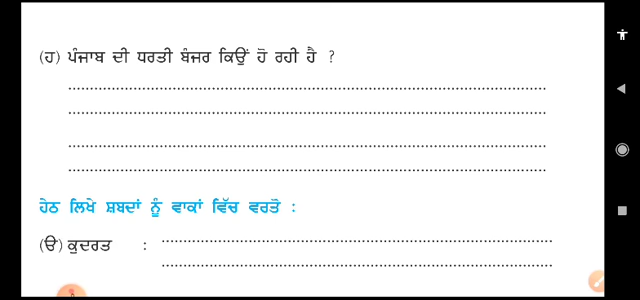 (ਹ) ਪੰਜਾਬ ਦੀ ਧਰਤੀ ਬੰਜਰ ਕਿਉਂ ਹੋ ਰਹੀ ਹੈ ?
ਹੇਠ ਲਿਖੇ ਸ਼ਬਦਾਂ ਨੂੰ ਵਾਕਾਂ ਵਿੱਚ ਵਰਤੋ :
(ੳ) ਕੁਦਰਤ :